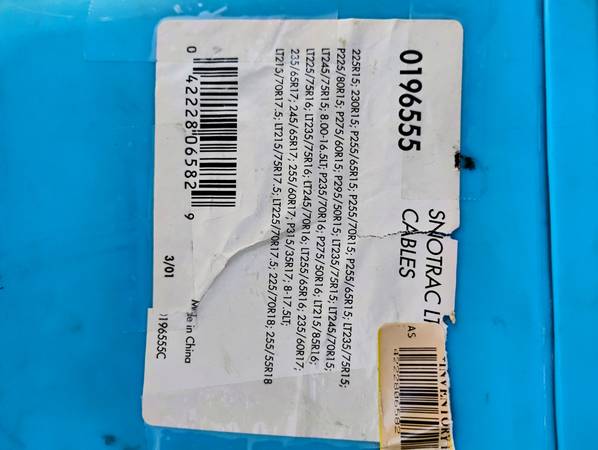 0196555
SNOTRAC LT
CABLES
225R15; 230R15; P255/65R15; P255/70R15; P255/65R15; LT235/75R15;
P225/80R15; P275/60R15; P295/50R15; LT235/75R15; LT245/70R15;
LT245/75R15; 8.00-16.5LT; P235/70R16; P275/50R16; LT215/85R16;
LT225/75R16; LT235/75R16; LT245/70R16; LT255/65R16; 235/60R17;
235/65R17; 245/65R17; 255/60R17; P315/35R17; 8-17.5LT;
LT215/70R17.5; LT215/75R17.5; LT225/70R17.5; 225/70R18; 255/55R18
0 42228 06582 9
3/01
Made in China
0196555C
INVENTORY
AS
4222806582